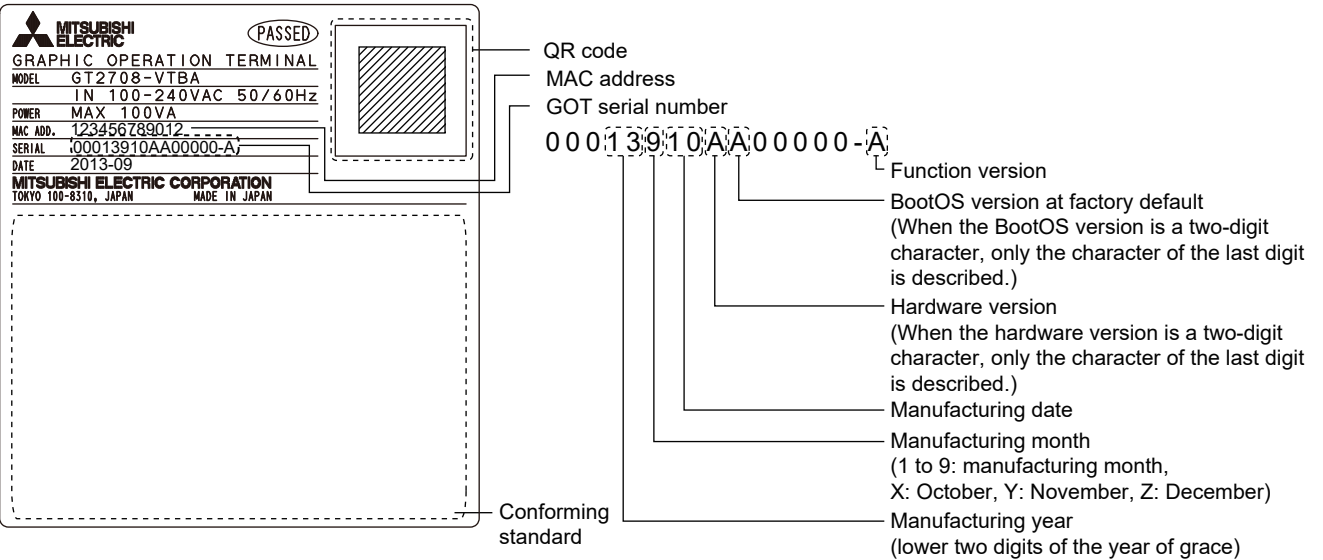 MITSUBISHI
ELECTRIC
PASSED
GRAPHIC OPERATION TERMINAL
MODEL GT2708-VTBA
IN 100-240VAC 50/60Hz
POWER MAX 100VA
MAC ADD. 123456789012
SERIAL 00013910AA00000-A
DATE 2013-09
MITSUBISHI ELECTRIC CORPORATION
TOKYO 100-8310, JAPAN MADE IN JAPAN
Conforming
standard
QR code
MAC address
GOT serial number
00013910AA00000-A
Function version
BootOS version at factory default
(When the BootOS version is a two-digit
character, only the character of the last digit
is described.)
Hardware version
(When the hardware version is a two-digit
character, only the character of the last digit
is described.)
Manufacturing date
Manufacturing month
(1 to 9: manufacturing month,
X: October, Y: November, Z: December)
Manufacturing year
(lower two digits of the year of grace)